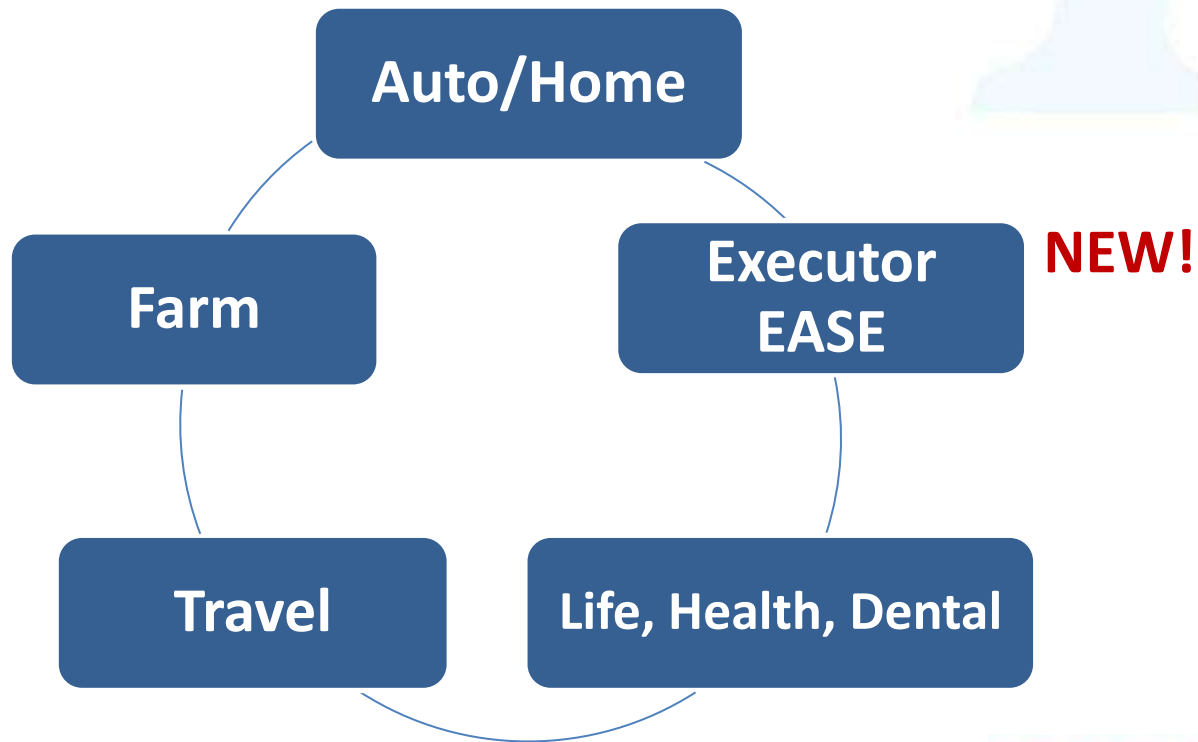 Auto/Home
Executor
EASE
NEW!
Farm
Travel
Life, Health, Dental